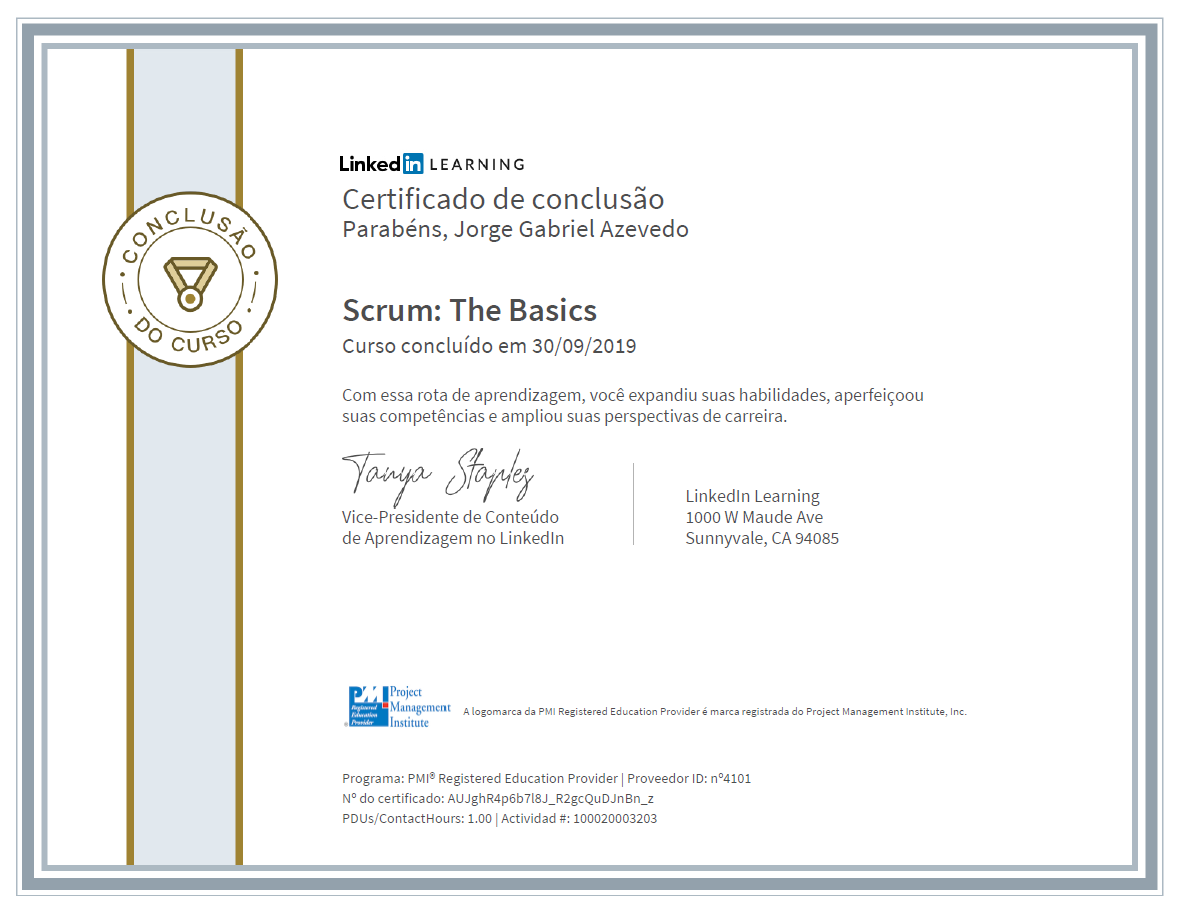 LinkedIn LEARNING
Certificado de conclusão
Parabéns, Jorge Gabriel Azevedo
CONCLUSÃO
DO CURSO
Scrum: The Basics
Curso concluído em 30/09/2019
Com essa rota de aprendizagem, você expandiu suas habilidades, aperfeiçoou
suas competências e ampliou suas perspectivas de carreira.
Tanya Staples
Vice-Presidente de Conteúdo
de Aprendizagem no LinkedIn
LinkedIn Learning
1000 W Maude Ave
Sunnyvale, CA 94085
PMI
Registered
Education
Provider
®
Project
Management
Institute
A logomarca da PMI Registered Education Provider é marca registrada do Project Management Institute, Inc.
Programa: PMI® Registered Education Provider | Proveedor ID: nº4101
Nº do certificado: AUJghR4p6b7l8J_R2gcQuDJnBn_z
PDUs/ContactHours: 1.00 | Actividad #: 100020003203